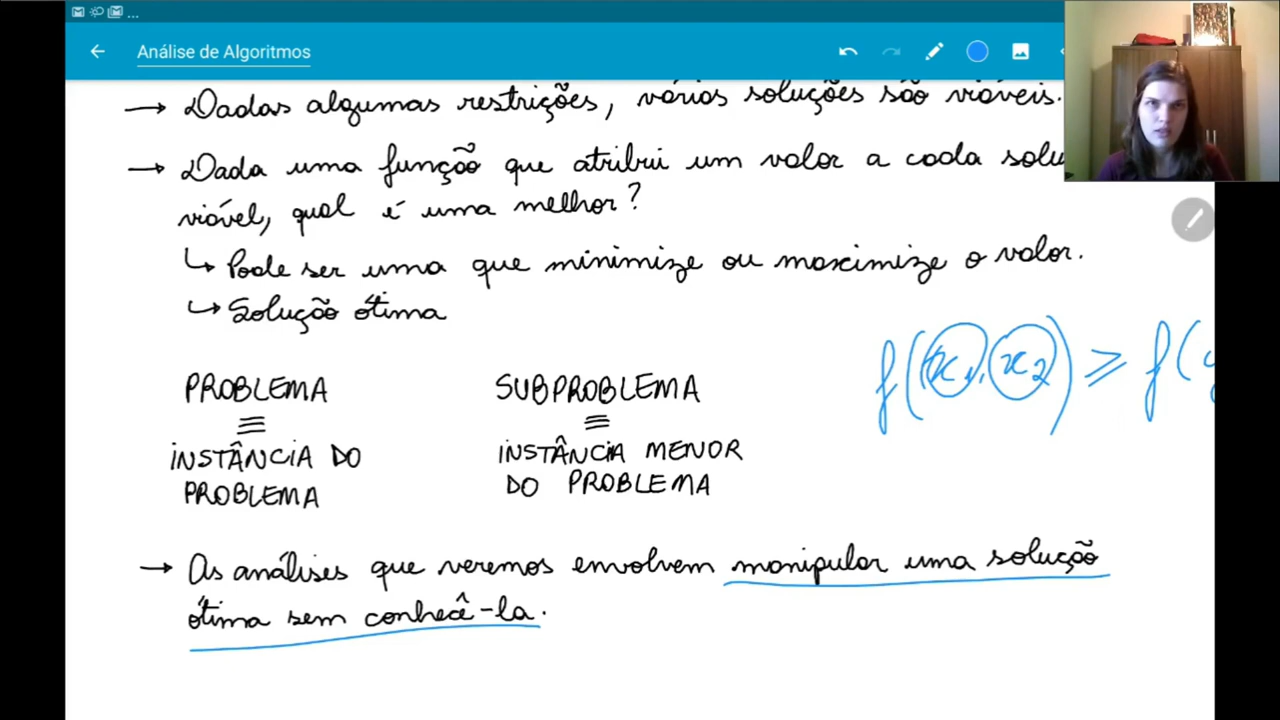 Análise de Algoritmos
→ Dadas algumas restrições, várias soluções são viáveis.
→ Dada uma função que atribui um valor a cada
viável, qual é uma melhor?
↳ Pode ser uma que minimize ou maximize o valor.
↳ Solução ótima
f(x₁, x₂) ≥ f(
PROBLEMA SUBPROBLEMA
≡ ≡
INSTÂNCIA DO INSTÂNCIA MENOR
PROBLEMA DO PROBLEMA
→ As análises que veremos envolvem manipular uma solução
ótima sem conhecê-la.